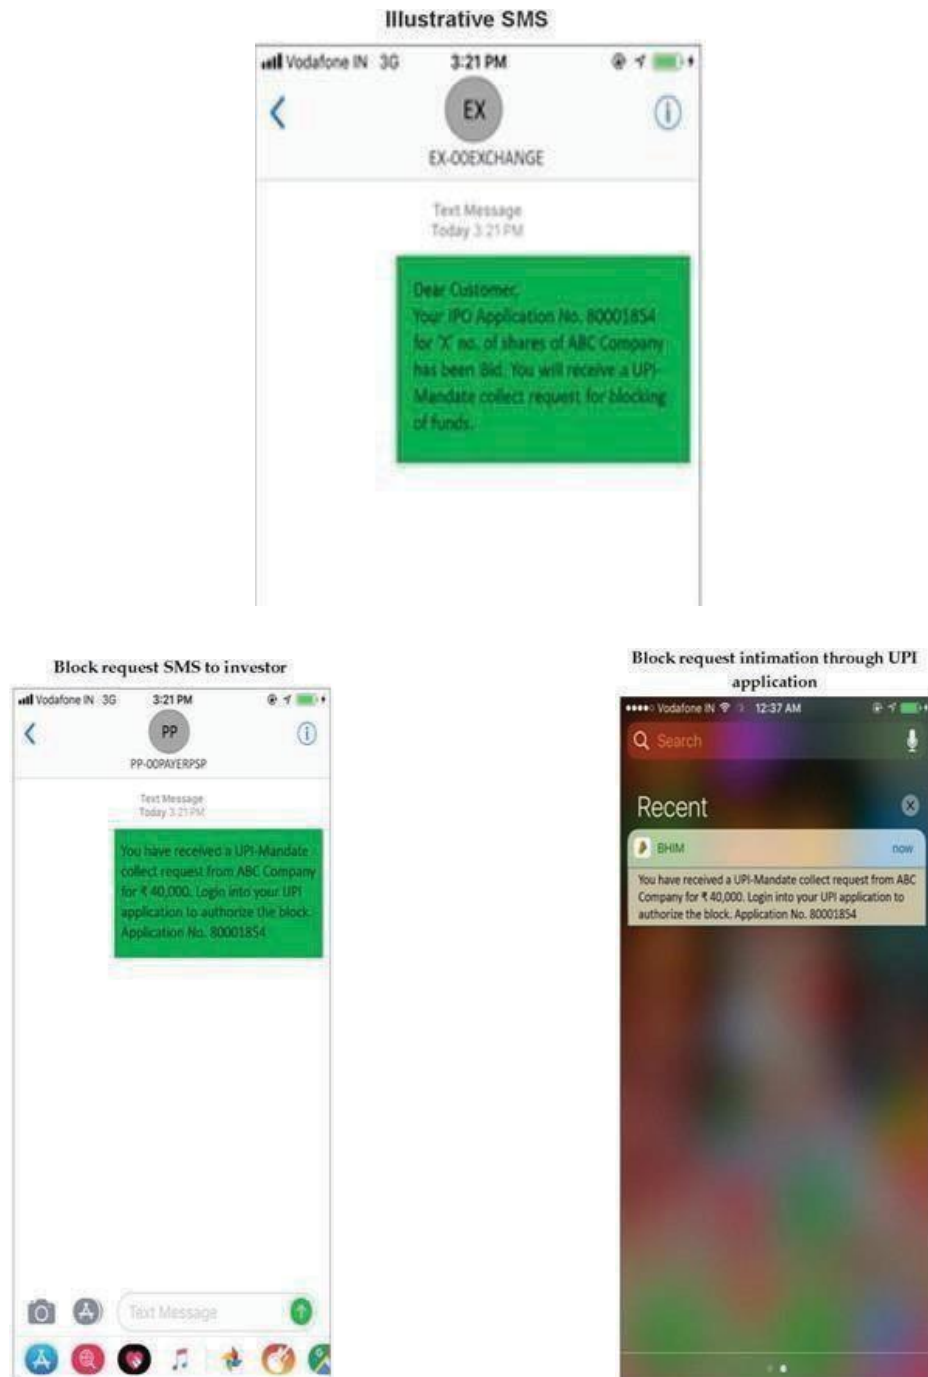 Illustrative SMS
Vodafone IN 3G 3:21 PM
EX
EX-00EXCHANGE
Text Message
Today 3:21 PM
Dear Customer,
Your IPO Application No. 80001854
for 'X' no. of shares of ABC Company
has been Bid. You will receive a UPI-
Mandate collect request for blocking
of funds.
Block request SMS to investor
Vodafone IN 3G 3:21 PM
PP
PP-00PAYERPSP
Text Message
Today 3:21 PM
You have received a UPI-Mandate
collect request from ABC Company
for ₹ 40,000. Login into your UPI
application to authorize the block.
Application No. 80001854
Text Message
Block request intimation through UPI
application
Vodafone IN 12:37 AM
Search
Recent
BHIM now
You have received a UPI-Mandate collect request from ABC
Company for ₹ 40,000. Login into your UPI application to
authorize the block. Application No. 80001854